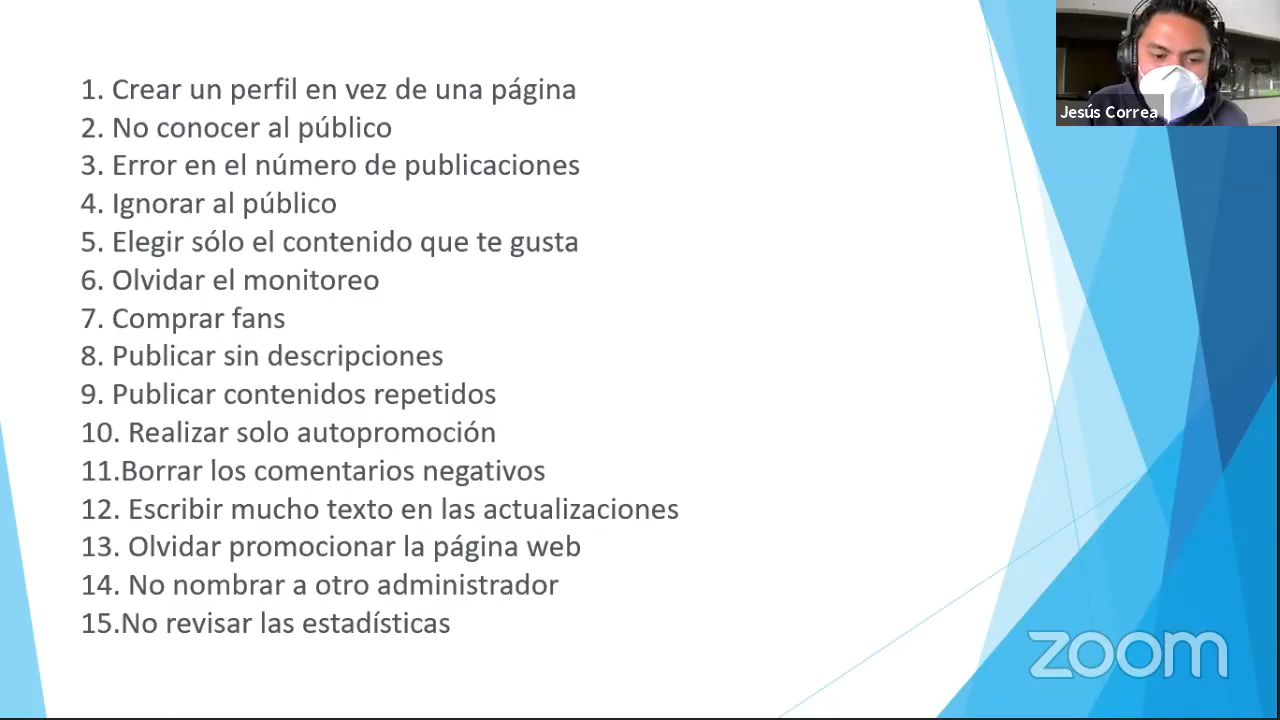 1. Crear un perfil en vez de una página
2. No conocer al público
3. Error en el número de publicaciones
4. Ignorar al público
5. Elegir sólo el contenido que te gusta
6. Olvidar el monitoreo
7. Comprar fans
8. Publicar sin descripciones
9. Publicar contenidos repetidos
10. Realizar solo autopromoción
11.Borrar los comentarios negativos
12. Escribir mucho texto en las actualizaciones
13. Olvidar promocionar la página web
14. No nombrar a otro administrador
15.No revisar las estadísticas
Jesús Correa
zoom